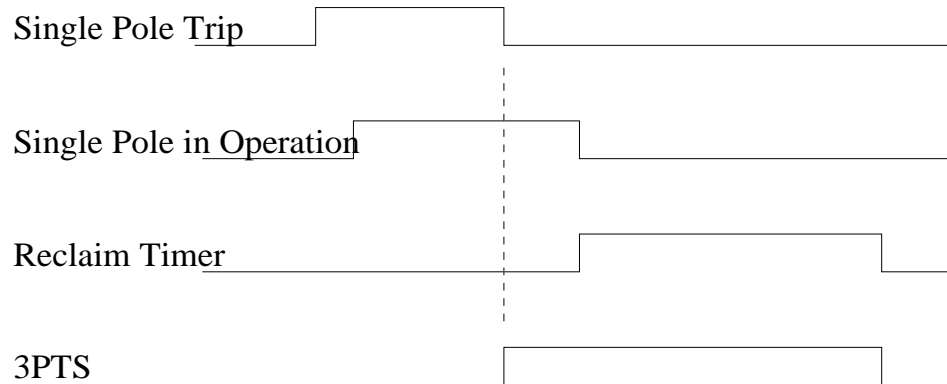 Single Pole Trip
Single Pole in Operation
Reclaim Timer
3PTS